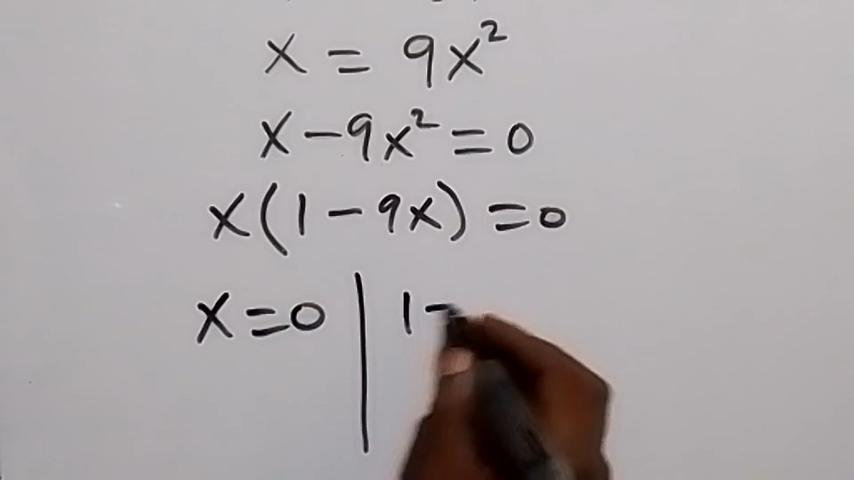 x = 9x²
x - 9x² = 0
x(1 - 9x) = 0
x = 0 | 1 -